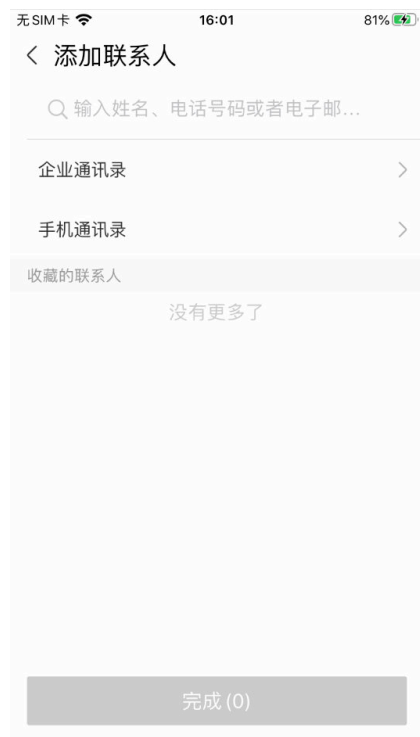 无SIM卡 16:01 81%
添加联系人
输入姓名、电话号码或者电子邮...
企业通讯录
手机通讯录
收藏的联系人
没有更多了
完成 (0)